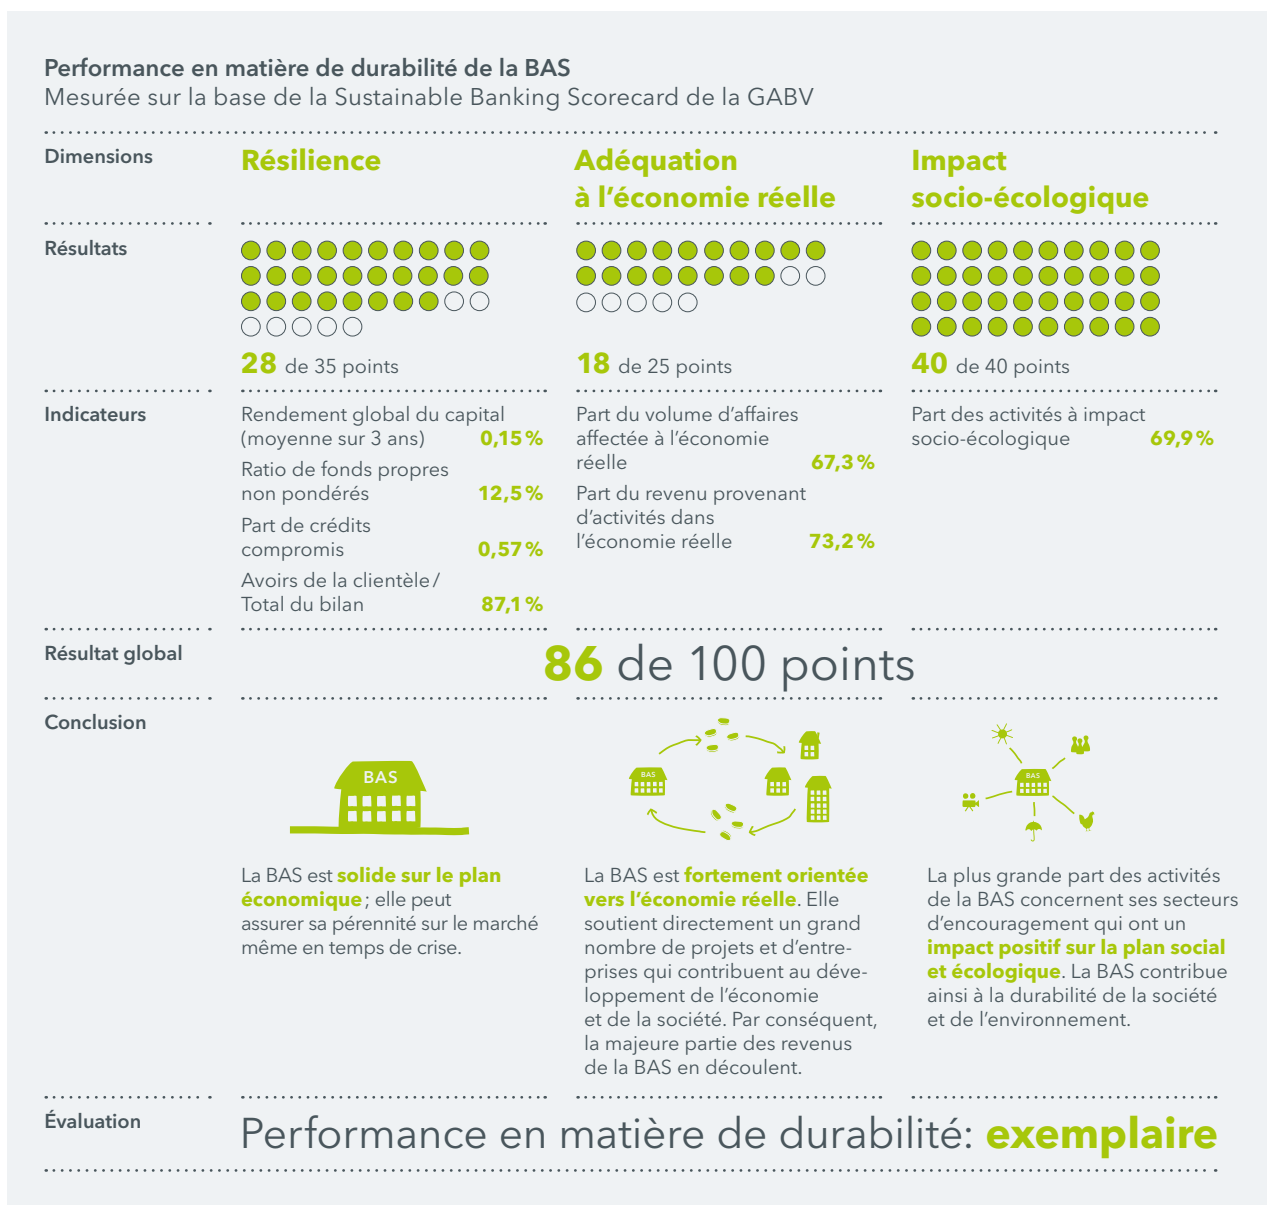 Performance en matière de durabilité de la BAS
Mesurée sur la base de la Sustainable Banking Scorecard de la GABV
Dimensions
Résilience
Adéquation
à l’économie réelle
Impact
socio-écologique
Résultats
28 de 35 points
18 de 25 points
40 de 40 points
Indicateurs
Rendement global du capital
(moyenne sur 3 ans) 0,15 %
Ratio de fonds propres
non pondérés 12,5 %
Part de crédits
compromis 0,57 %
Avoirs de la clientèle /
Total du bilan 87,1 %
Part du volume d’affaires
affectée à l’économie
réelle 67,3 %
Part du revenu provenant
d’activités dans
l’économie réelle 73,2 %
Part des activités à impact
socio-écologique 69,9 %
Résultat global
86 de 100 points
Conclusion
BAS
La BAS est solide sur le plan
économique ; elle peut
assurer sa pérennité sur le marché
même en temps de crise.
BAS
La BAS est fortement orientée
vers l’économie réelle. Elle
soutient directement un grand
nombre de projets et d’entre-
prises qui contribuent au déve-
loppement de l’économie
et de la société. Par conséquent,
la majeure partie des revenus
de la BAS en découlent.
BAS
La plus grande part des activités
de la BAS concernent ses secteurs
d’encouragement qui ont un
impact positif sur la plan social
et écologique. La BAS contribue
ainsi à la durabilité de la société
et de l’environnement.
Évaluation
Performance en matière de durabilité: exemplaire